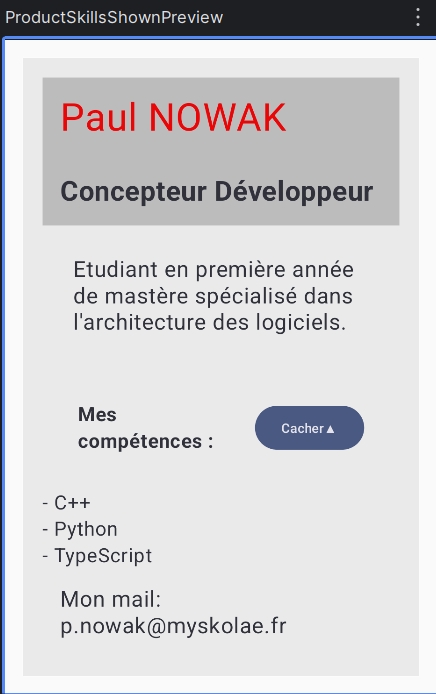 ProductSkillsShownPreview
Paul NOWAK
Concepteur Développeur
Etudiant en première année
de mastère spécialisé dans
l'architecture des logiciels.
Mes
compétences :
Cacher▲
- C++
- Python
- TypeScript
Mon mail:
p.nowak@myskolae.fr